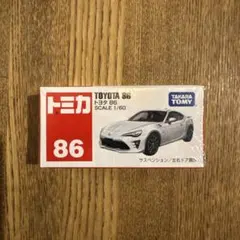 トミカ
86
TOYOTA 86
トヨタ 86
SCALE 1/60
TAKARA
TOMY
サスペンション/左右ドア開閉